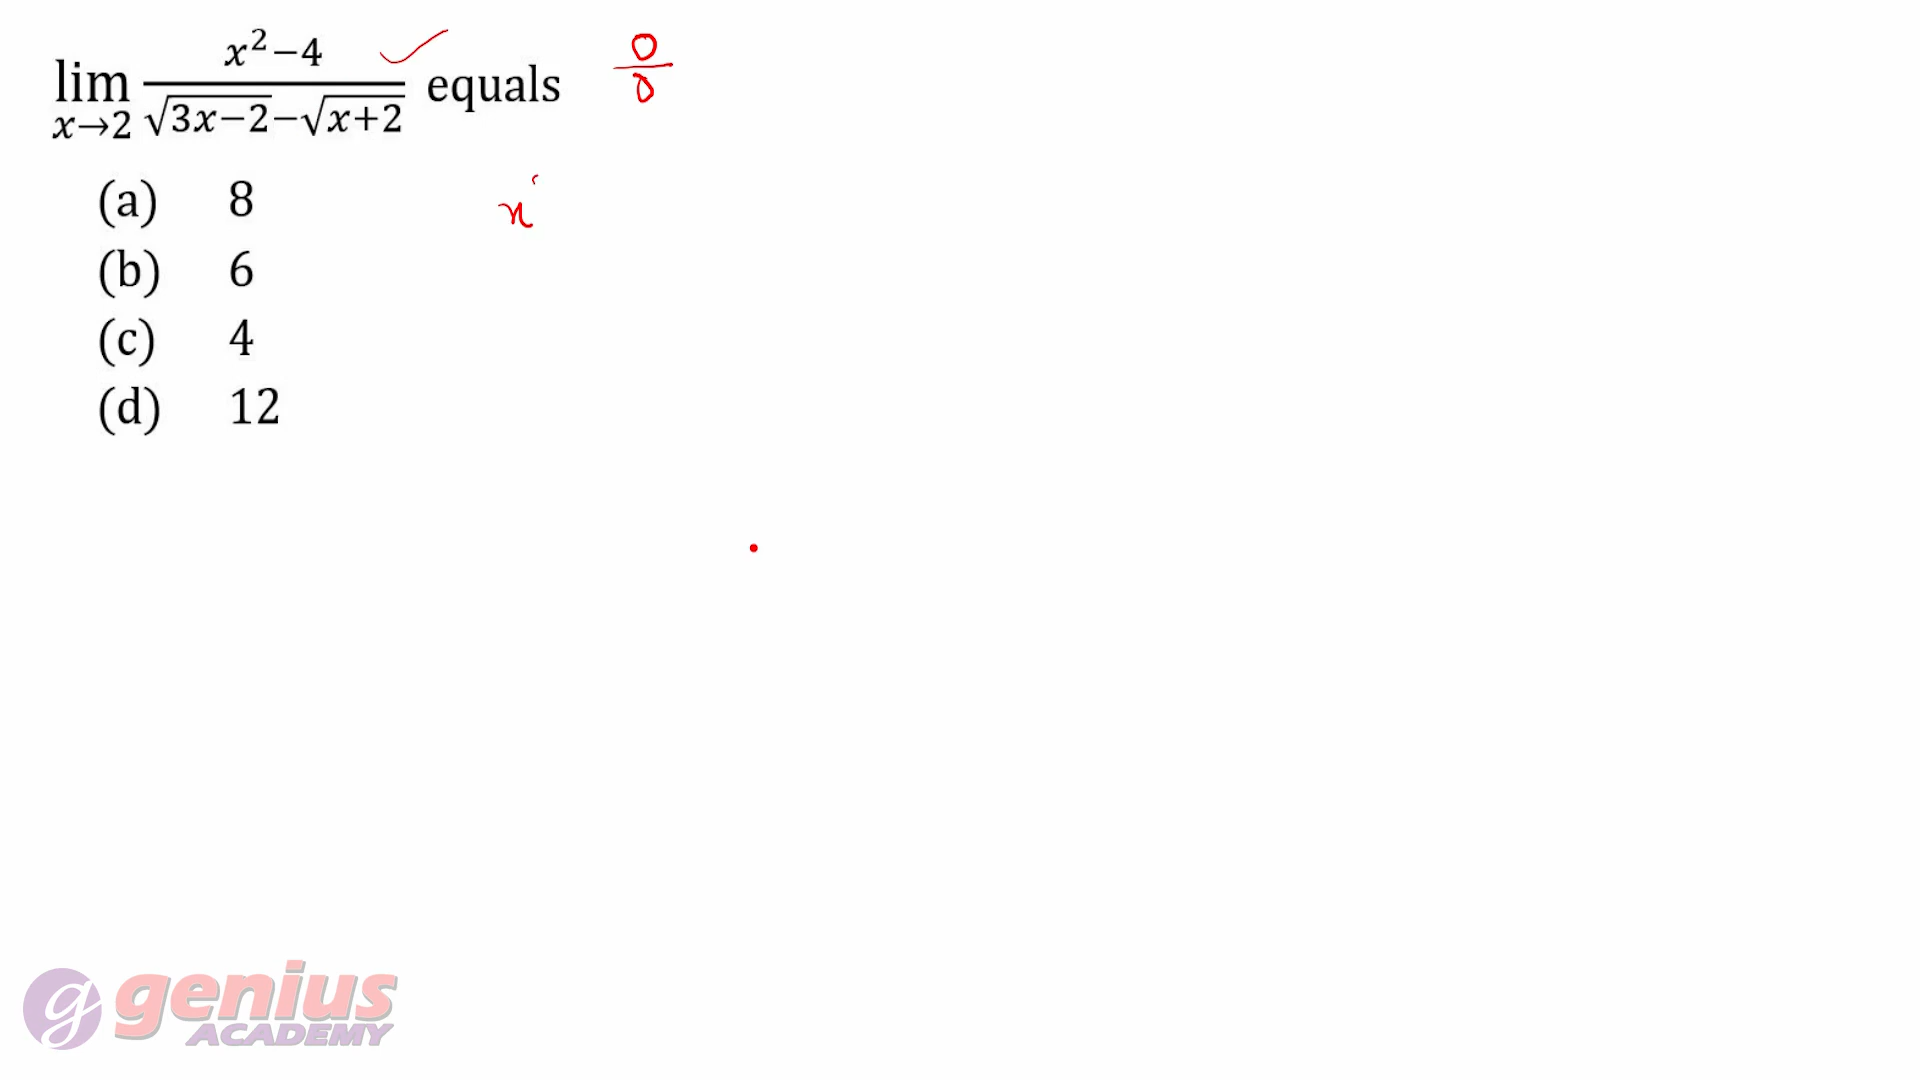 lim x→2 (x²−4)/(√(3x−2)−√(x+2)) equals 0/0
x
(a) 8
(b) 6
(c) 4
(d) 12
g genius
ACADEMY